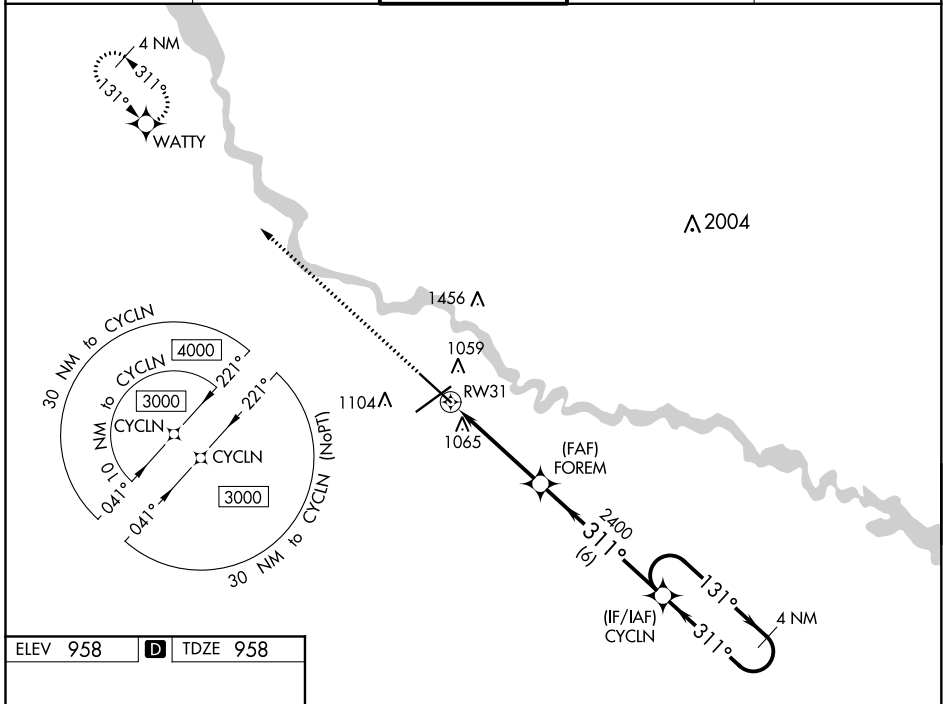 4 NM
311°
131°
WATTY
2004
1456
30 NM to CYCLN
4000
221°
10 NM to CYCLN
3000
CYCLN
041°
221°
CYCLN
3000
041°
30 NM to CYCLN (NoPT)
1059
RW31
1104
1065
(FAF)
FOREM
2400
311°
(6)
(IF/IAF)
CYCLN
131°
311°
4 NM
ELEV 958 D TDZE 958